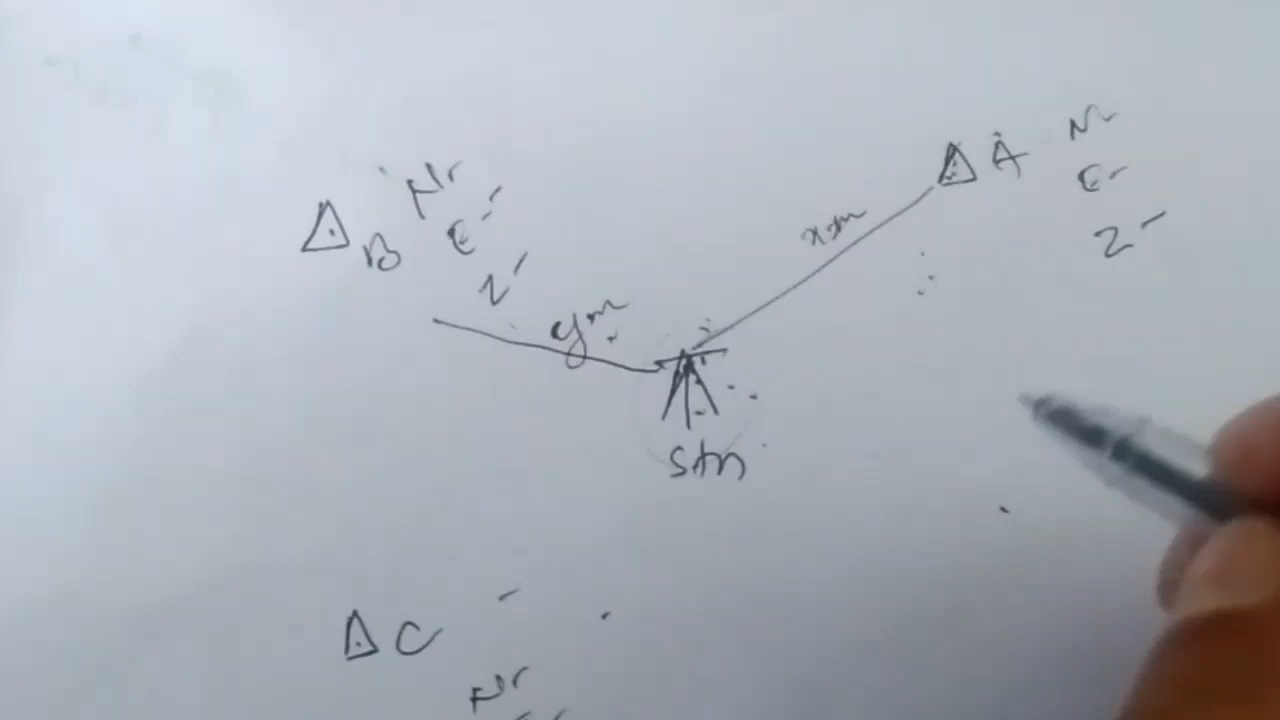 Δ A N
E-
Z -
Δ B N
E -
Z -
xm
ym
Stn
Δ C
N